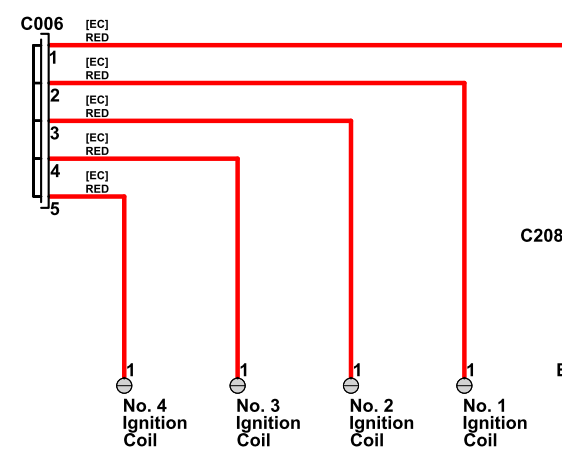 C006
[EC]
RED
1
[EC]
RED
2
[EC]
RED
3
[EC]
RED
4
[EC]
RED
5
C208
1
1
1
1
E
No. 4
Ignition
Coil
No. 3
Ignition
Coil
No. 2
Ignition
Coil
No. 1
Ignition
Coil